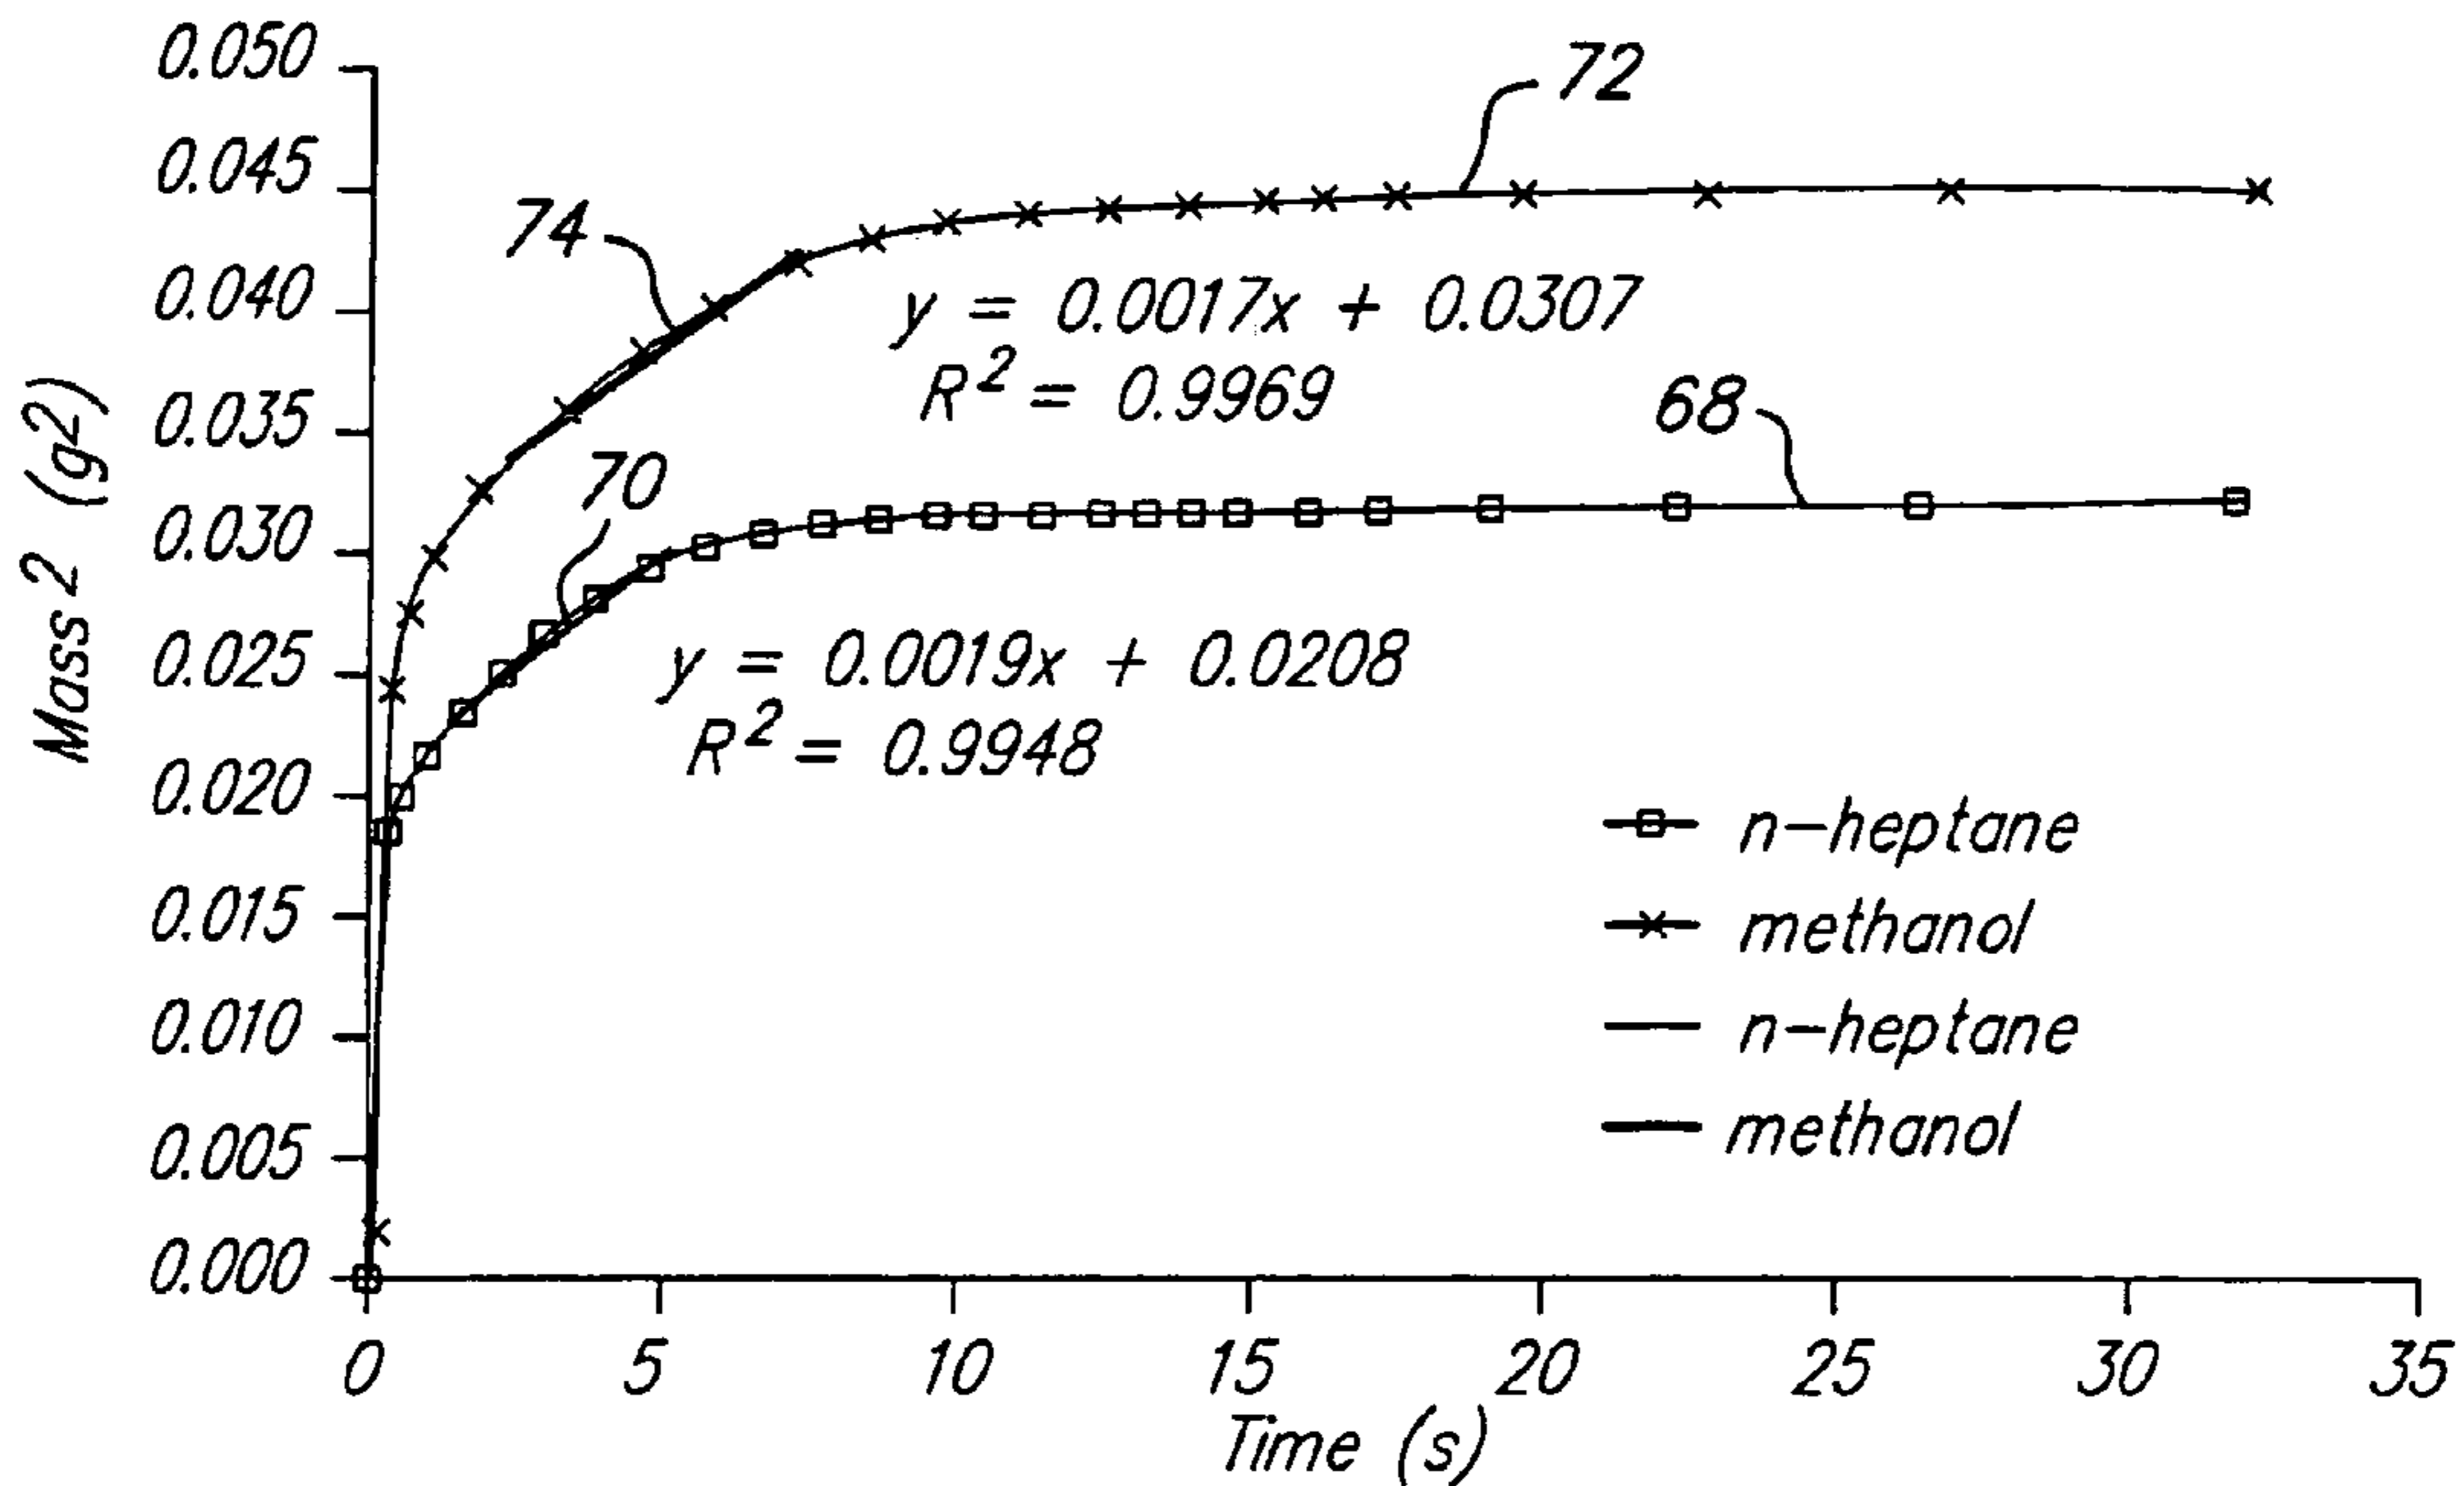 0.050
72
0.045
74
0.040
y = 0.0017x + 0.0307
R² = 0.9969
68
0.035
70
0.030
0.025
y = 0.0019x + 0.0208
R² = 0.9948
0.020
0.015
0.010
0.005
0.000
Mass² (g2)
n-heptane
methanol
n-heptane
methanol
0 5 10 15 20 25 30 35
Time (s)